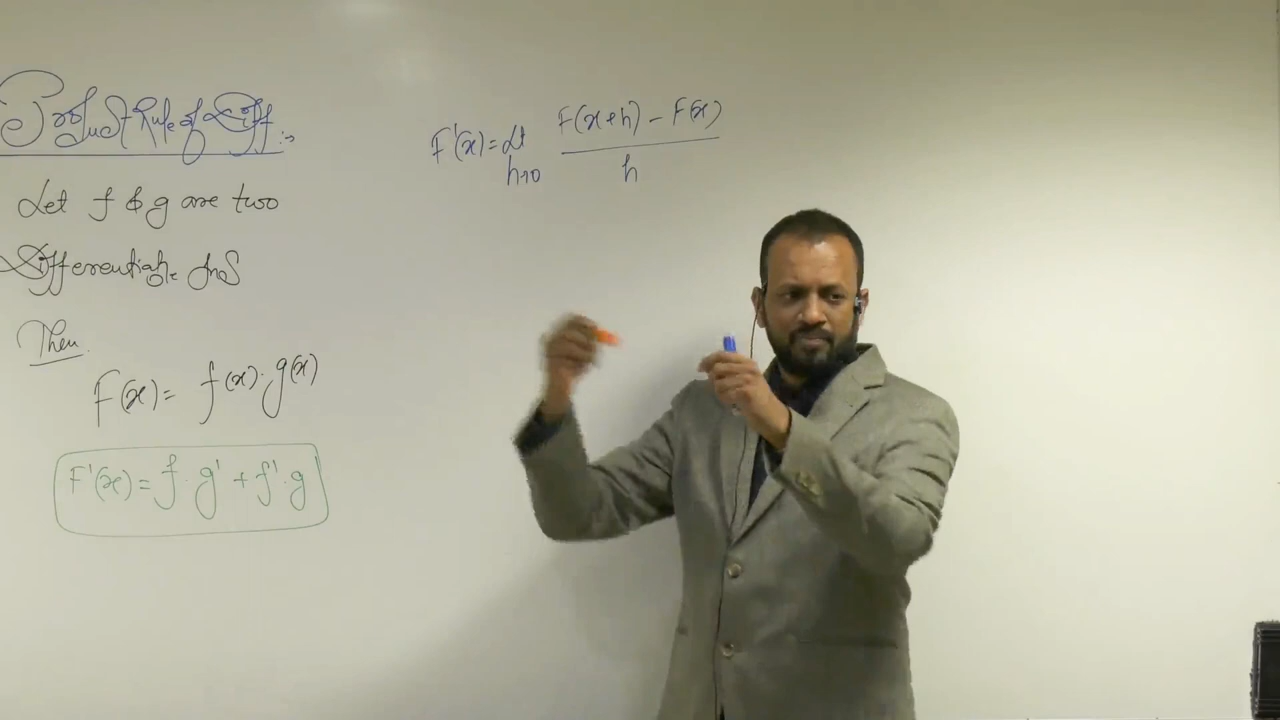 Product Rule of Diff :-
Let f & g are two
Differentiable fns
Then
F(x) = f(x) . g(x)
F'(x) = f . g' + f' . g
F'(x) = Lt h→0 F(x+h) - F(x) / h